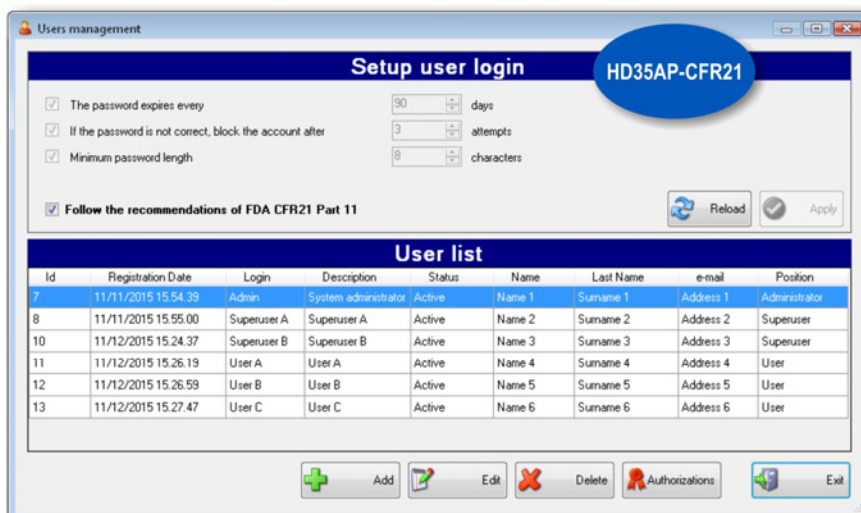 Users management
Setup user login
HD35AP-CFR21
The password expires every 90 days
If the password is not correct, block the account after 3 attempts
Minimum password length 8 characters
Follow the recommendations of FDA CFR21 Part 11
Reload Apply
User list
Id Registration Date Login Description Status Name Last Name e-mail Position
7 11/11/2015 15.54.39 Admin System administrator Active Name 1 Surname 1 Address 1 Administrator
8 11/11/2015 15.55.00 Superuser A Superuser A Active Name 2 Surname 2 Address 2 Superuser
10 11/12/2015 15.24.37 Superuser B Superuser B Active Name 3 Surname 3 Address 3 Superuser
11 11/12/2015 15.26.19 User A User A Active Name 4 Surname 4 Address 4 User
12 11/12/2015 15.26.59 User B User B Active Name 5 Surname 5 Address 5 User
13 11/12/2015 15.27.47 User C User C Active Name 6 Surname 6 Address 6 User
Add Edit Delete Authorizations Exit